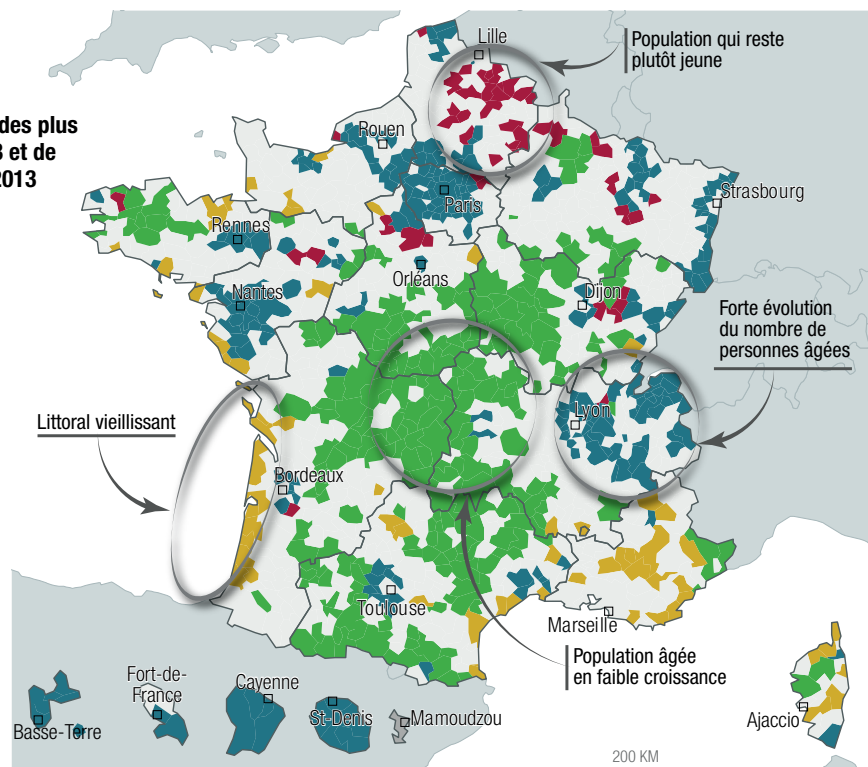 Lille
Population qui reste
plutôt jeune
des plus
3 et de
2013
Rouen
Paris
Strasbourg
Rennes
Orléans
Nantes
Dijon
Forte évolution
du nombre de
personnes âgées
Littoral vieillissant
Lyon
Bordeaux
Toulouse
Marseille
Population âgée
en faible croissance
Fort-de-
France
Cayenne
Basse-Terre
St-Denis
Mamoudzou
Ajaccio
200 KM